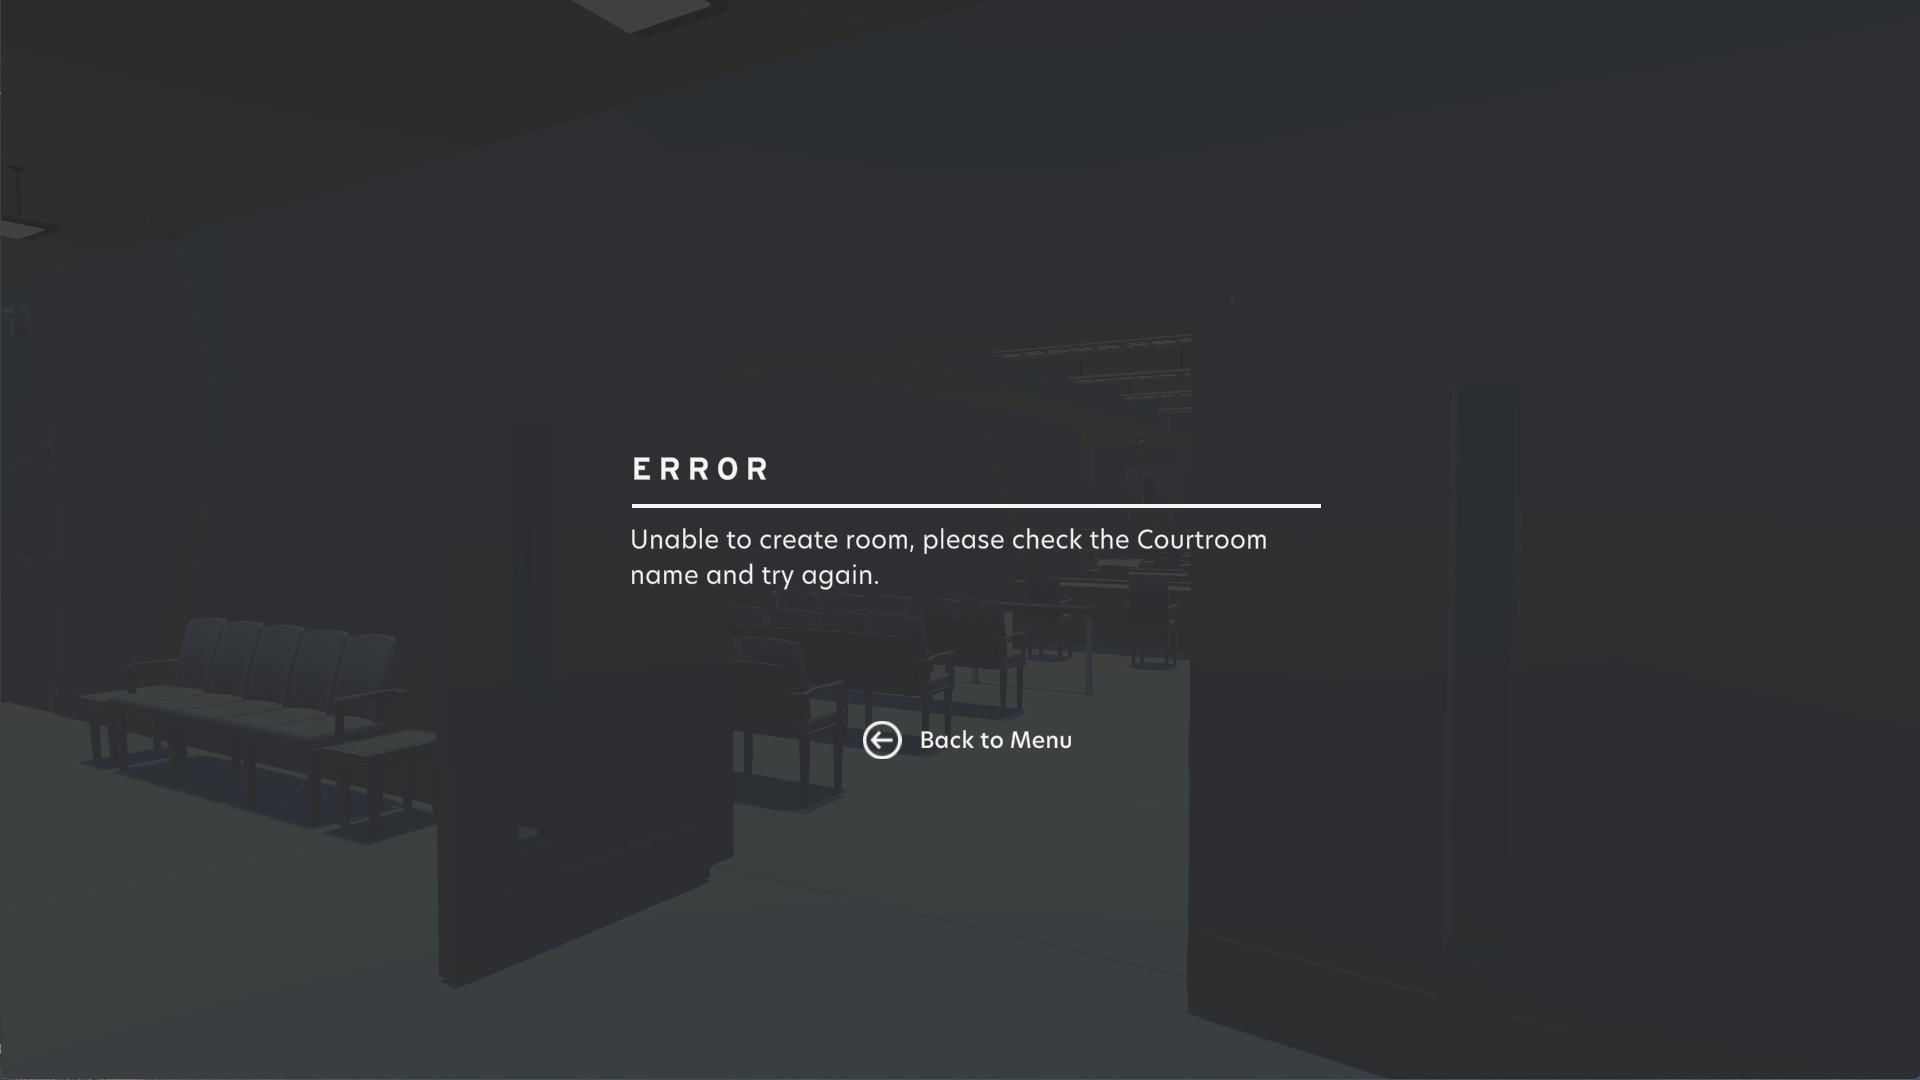 ERROR
Unable to create room, please check the Courtroom
name and try again.
Back to Menu